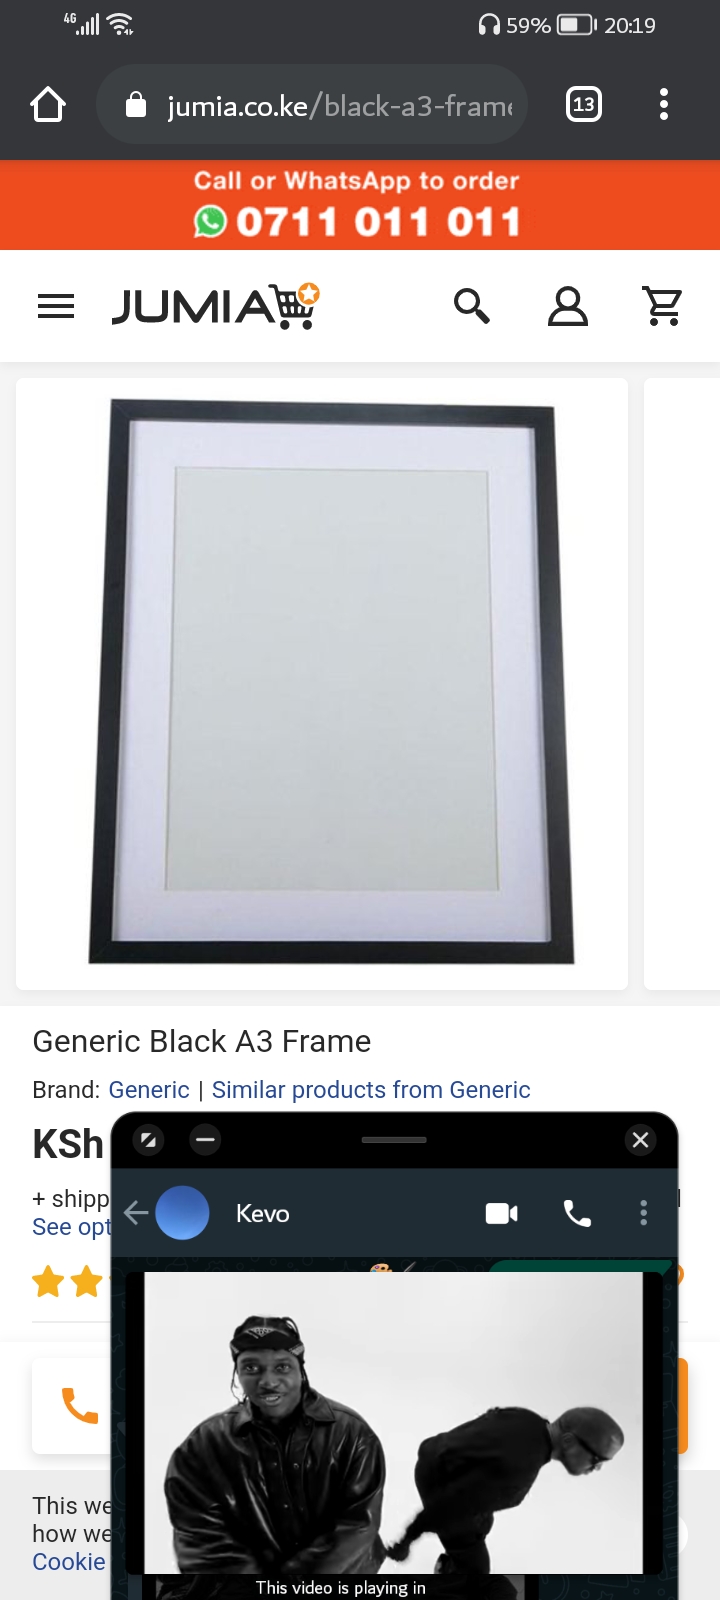 4G 59% 20:19
jumia.co.ke/black-a3-frame
13
Call or WhatsApp to order
0711 011 011
JUMIA
Generic Black A3 Frame
Brand: Generic | Similar products from Generic
KSh
+ shipp
See opt
Kevo
This we
how we
Cookie
This video is playing in